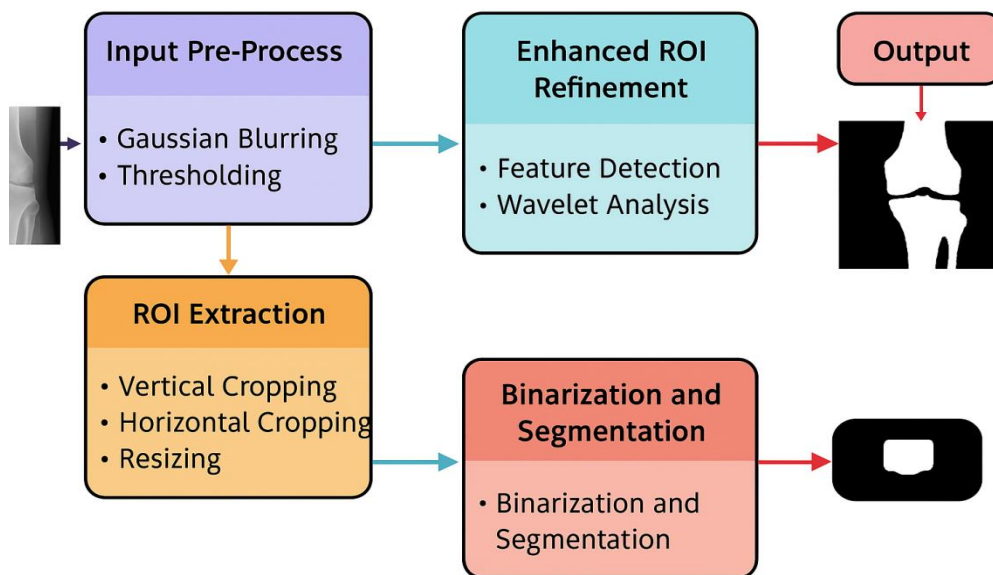 Input Pre-Process
• Gaussian Blurring
• Thresholding
Enhanced ROI
Refinement
• Feature Detection
• Wavelet Analysis
Output
ROI Extraction
• Vertical Cropping
• Horizontal Cropping
• Resizing
Binarization and
Segmentation
• Binarization and
Segmentation